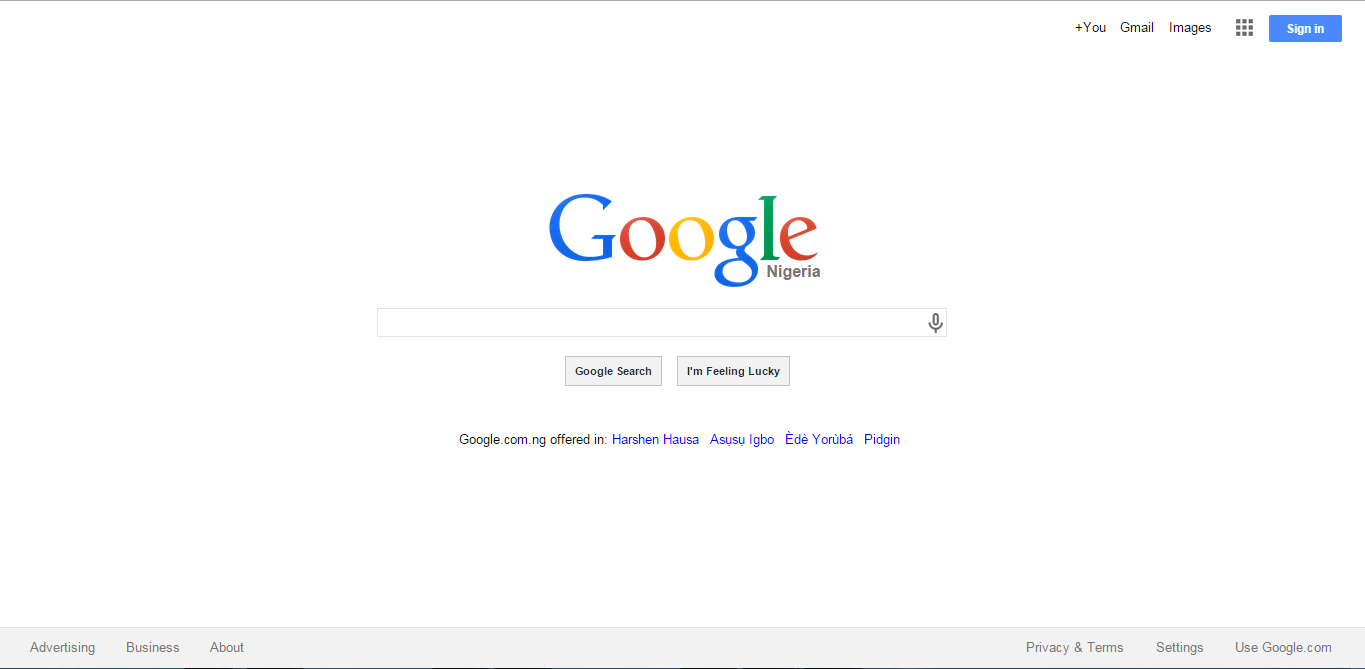 +You Gmail Images Sign in
Google
Nigeria
Google Search I'm Feeling Lucky
Google.com.ng offered in: Harshen Hausa Asụsụ Igbo Èdè Yorùbá Pidgin
Advertising Business About Privacy & Terms Settings Use Google.com